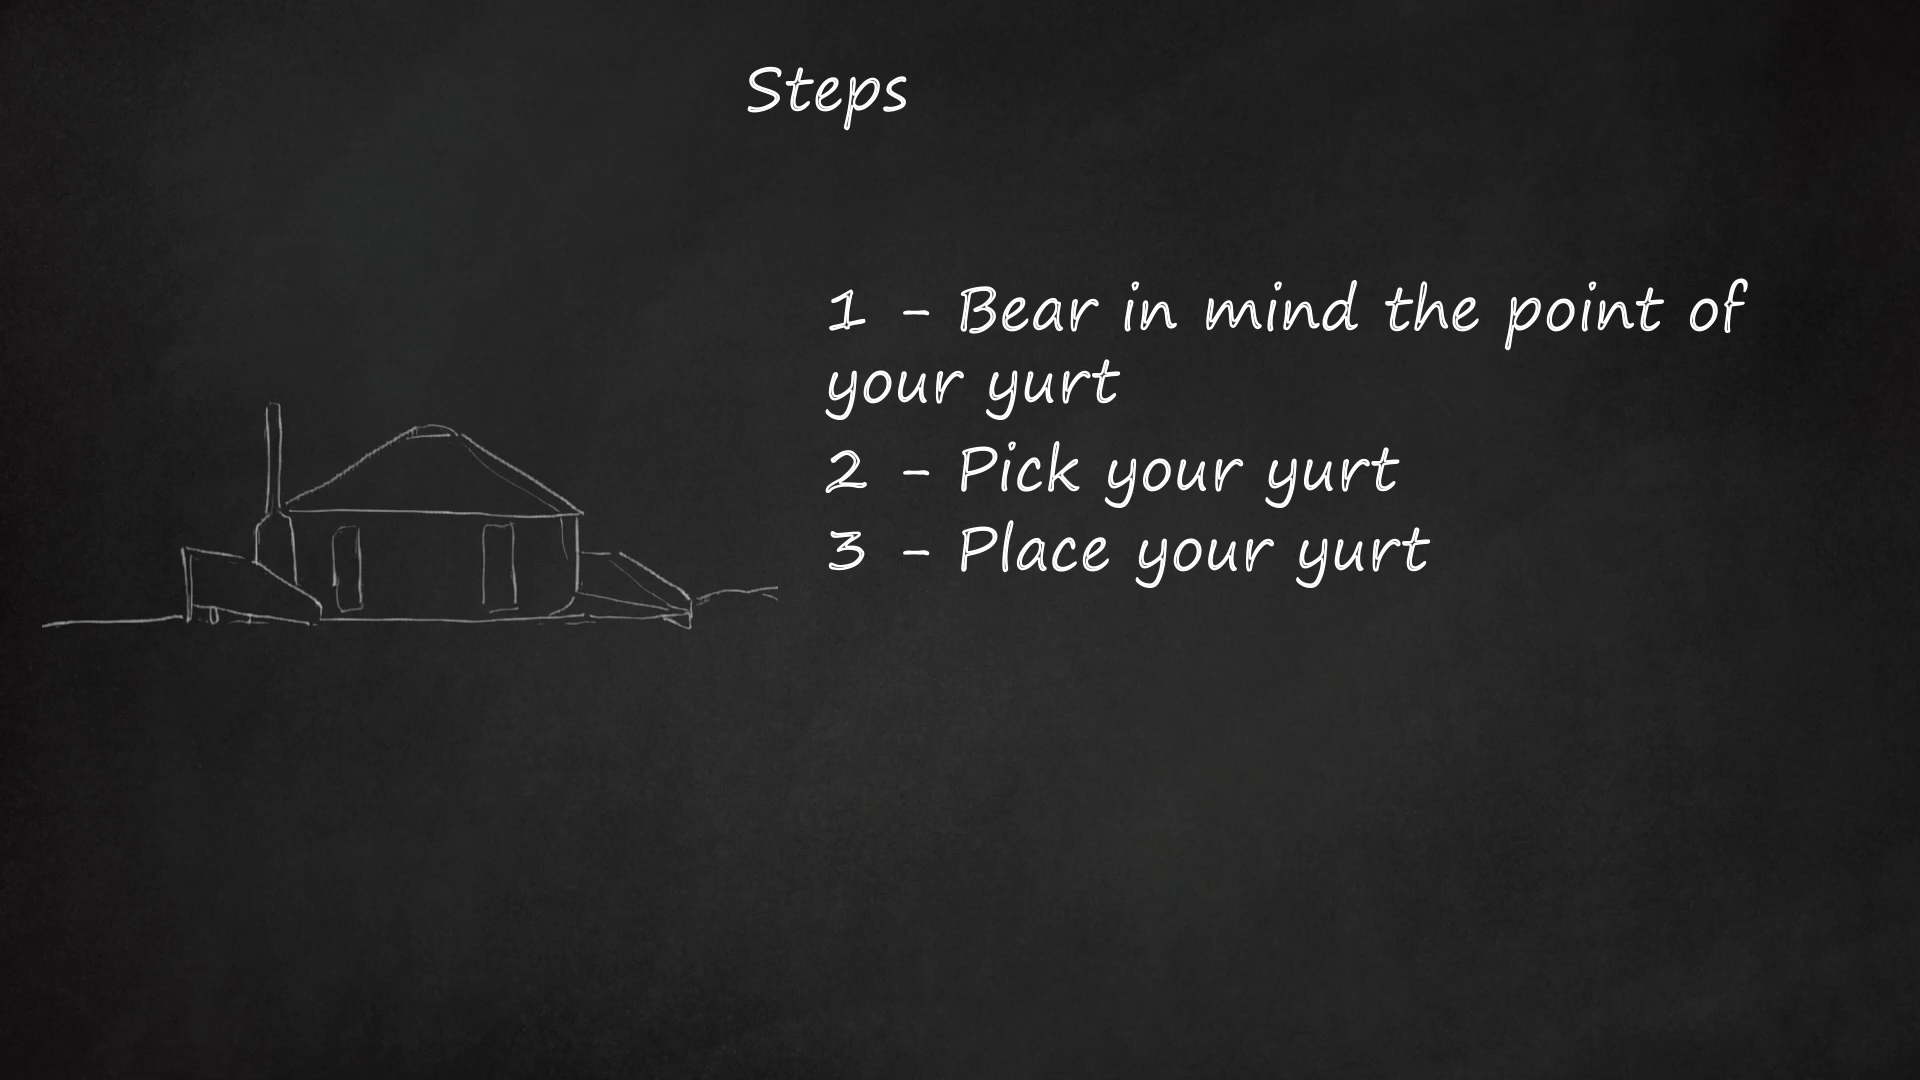 Steps
1 - Bear in mind the point of
your yurt
2 - Pick your yurt
3 - Place your yurt